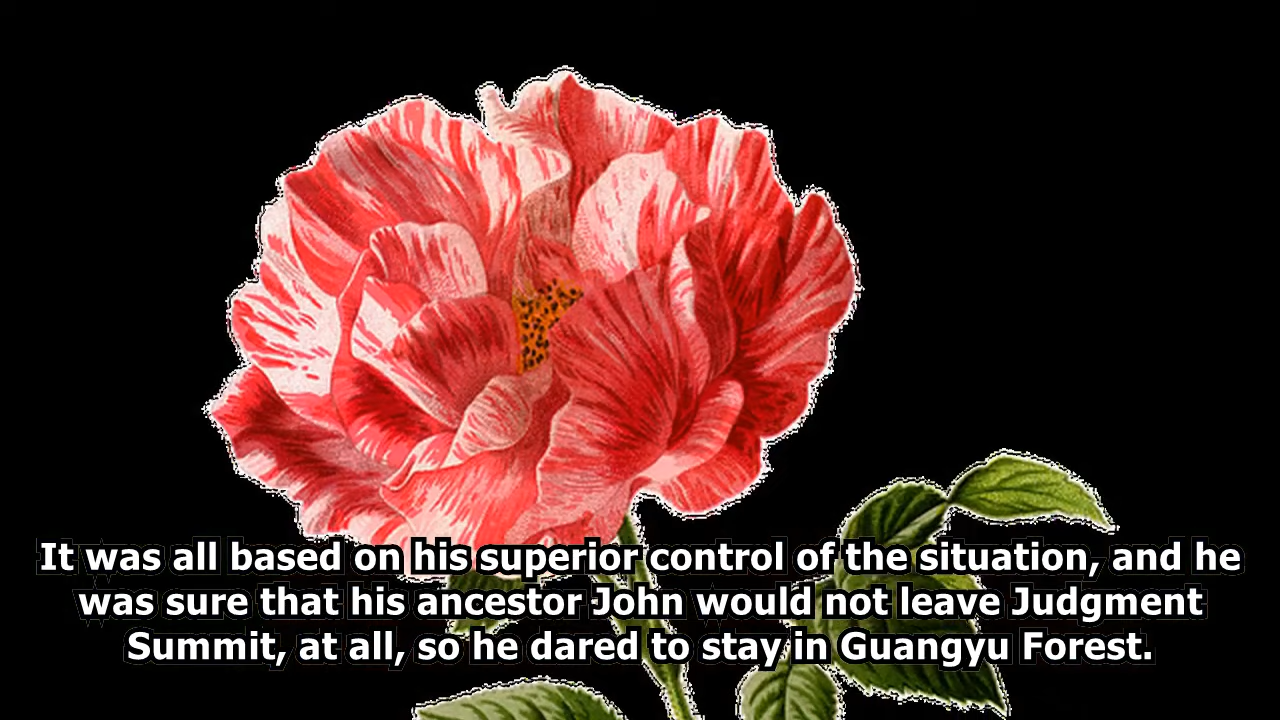 It was all based on his superior control of the situation, and he
was sure that his ancestor John would not leave Judgment
Summit, at all, so he dared to stay in Guangyu Forest.